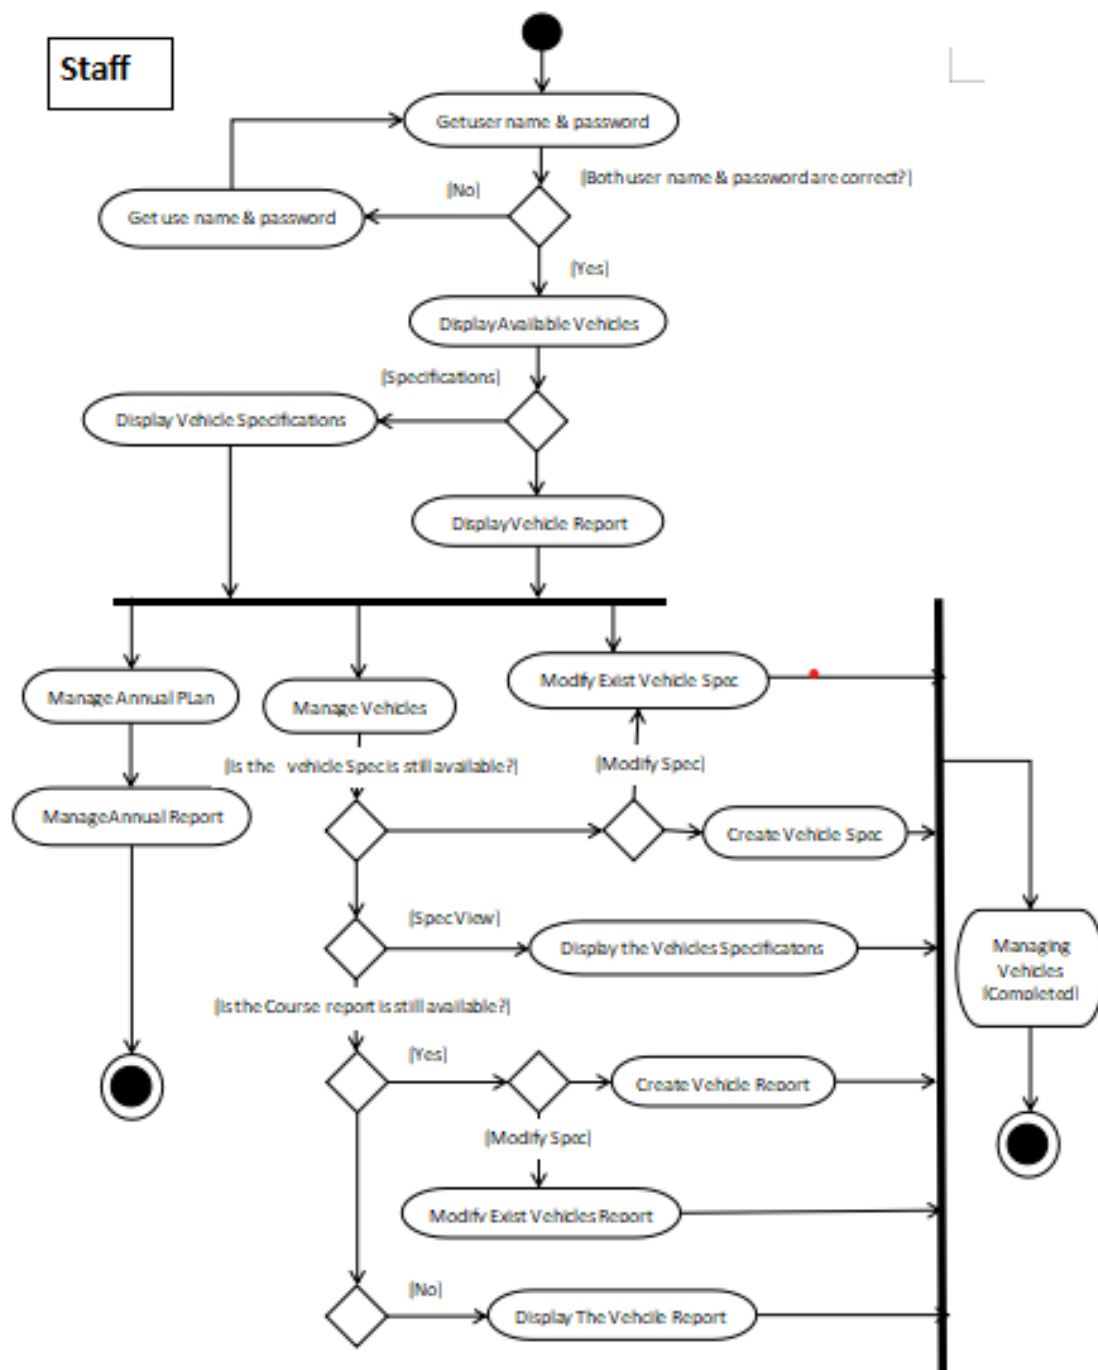 Staff
Getuser name & password
[Both user name & password are correct?]
[No]
Get use name & password
[Yes]
Display Available Vehicles
[Specifications]
Display Vehicle Specifications
Display Vehicle Report
Manage Annual PLan
Manage Vehicles
Modify Exist Vehicle Spec
[Is the vehicle Spec is still available?]
[Modify Spec]
Manage Annual Report
Create Vehicle Spec
[Spec View]
Display the Vehicles Specificatons
Managing
Vehicles
[Completed]
[Is the Course report is still available?]
[Yes]
Create Vehicle Report
[Modify Spec]
Modify Exist Vehicles Report
[No]
Display The Vehcile Report